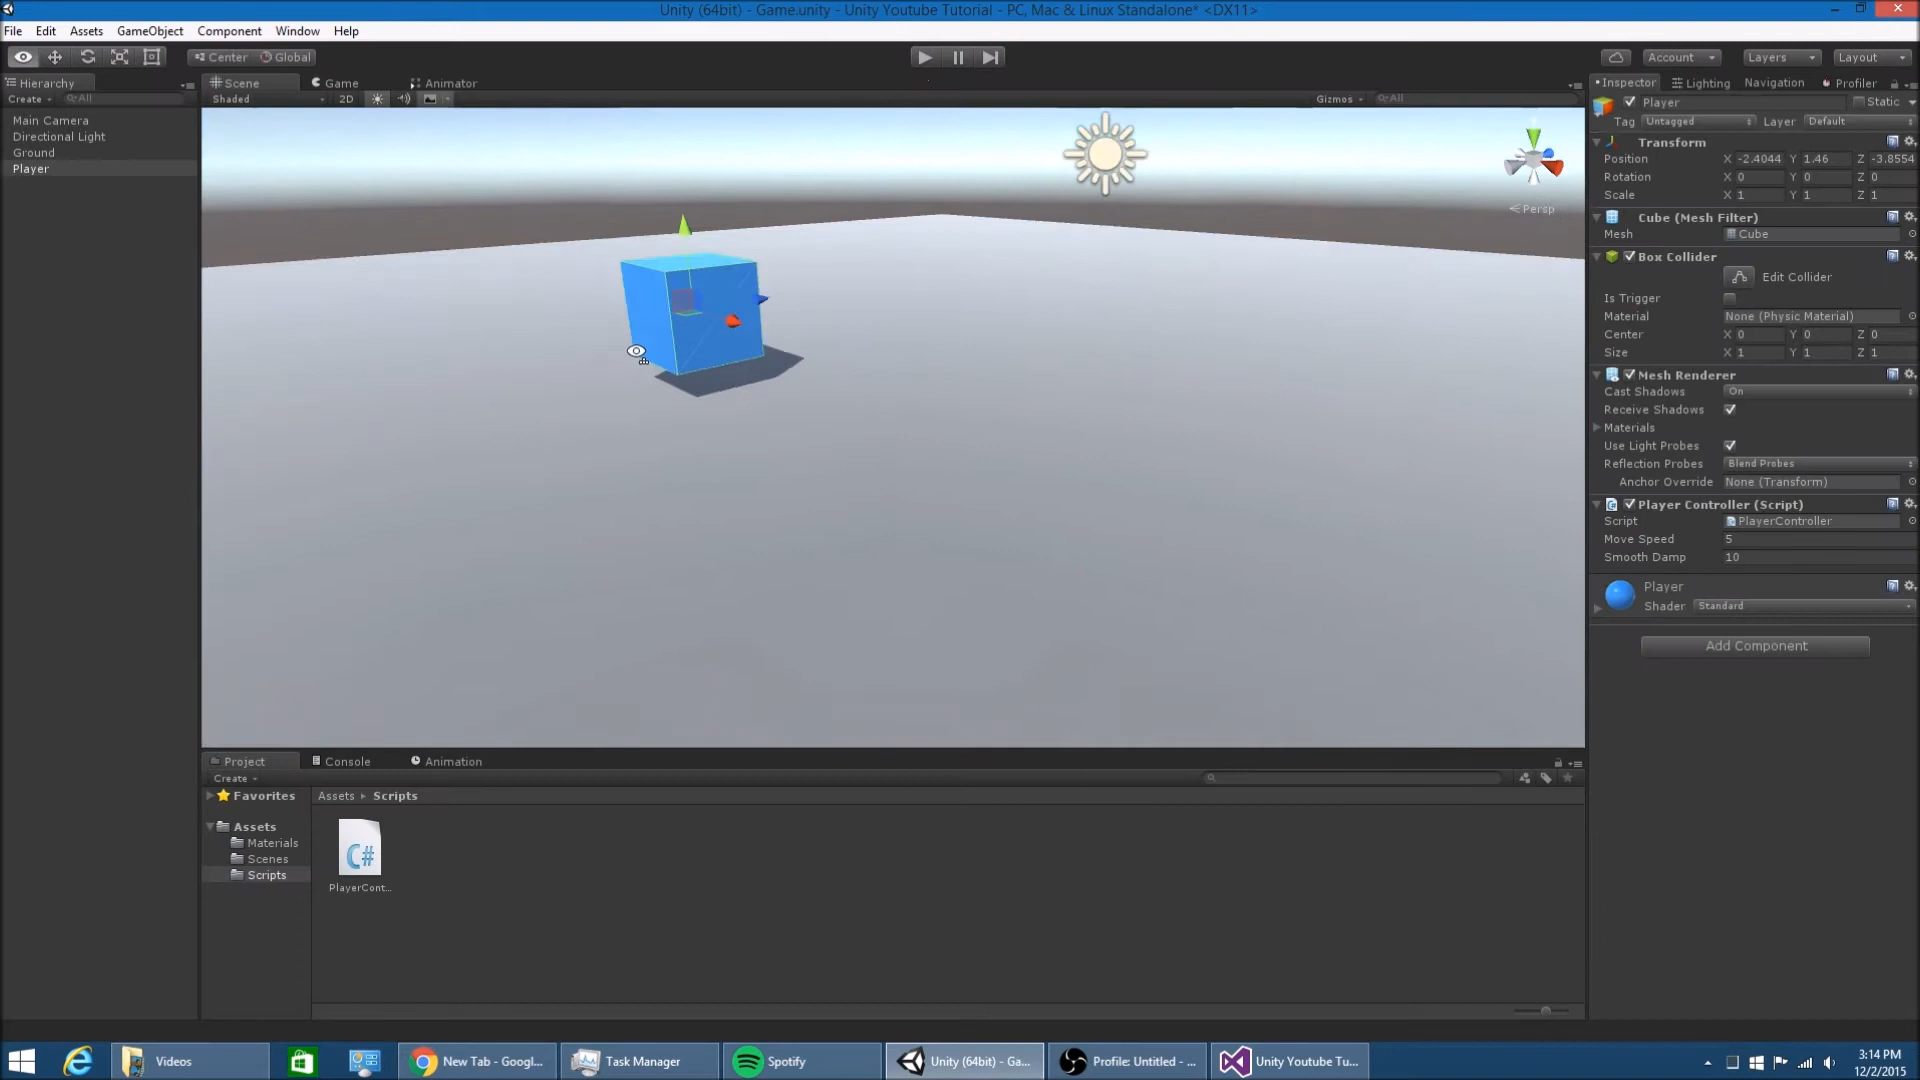 Unity (64bit) - Game.unity - Unity Youtube Tutorial - PC, Mac & Linux Standalone* <DX11>
File Edit Assets GameObject Component Window Help
Center Global
Account Layers Layout
Hierarchy
Create All
Main Camera
Directional Light
Ground
Player
Scene Game Animator
Shaded 2D Gizmos All
Persp
Inspector Lighting Navigation Profiler
Player Static
Tag Untagged Layer Default
Transform
Position X -2.4044 Y 1.46 Z -3.8554
Rotation X 0 Y 0 Z 0
Scale X 1 Y 1 Z 1
Cube (Mesh Filter)
Mesh Cube
Box Collider
Edit Collider
Is Trigger
Material None (Physic Material)
Center X 0 Y 0 Z 0
Size X 1 Y 1 Z 1
Mesh Renderer
Cast Shadows On
Receive Shadows
Materials
Use Light Probes
Reflection Probes Blend Probes
Anchor Override None (Transform)
Player Controller (Script)
Script PlayerController
Move Speed 5
Smooth Damp 10
Player
Shader Standard
Add Component
Project Console Animation
Create
Favorites
Assets
Materials
Scenes
Scripts
Assets Scripts
C#
PlayerCont...
Videos
New Tab - Googl...
Task Manager
Spotify
Unity (64bit) - Ga...
Profile: Untitled - ...
Unity Youtube Tu...
3:14 PM
12/2/2015